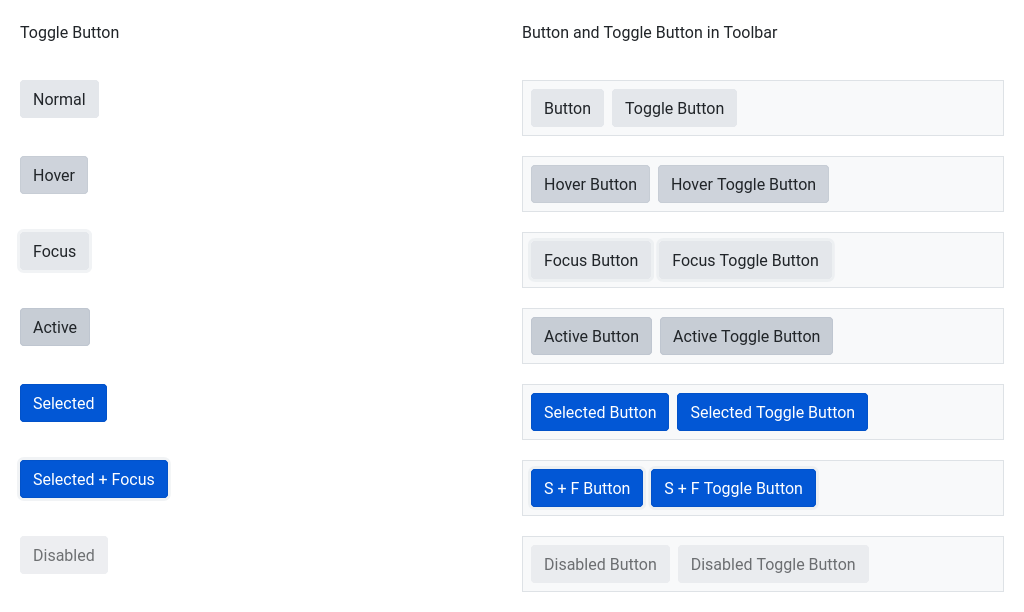 Toggle Button
Normal
Hover
Focus
Active
Selected
Selected + Focus
Disabled
Button and Toggle Button in Toolbar
Button Toggle Button
Hover Button Hover Toggle Button
Focus Button Focus Toggle Button
Active Button Active Toggle Button
Selected Button Selected Toggle Button
S + F Button S + F Toggle Button
Disabled Button Disabled Toggle Button